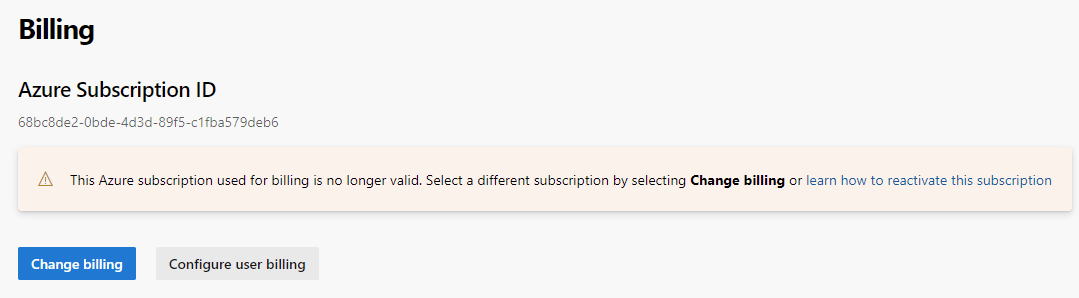 Billing
Azure Subscription ID
68bc8de2-0bde-4d3d-89f5-c1fba579deb6
This Azure subscription used for billing is no longer valid. Select a different subscription by selecting Change billing or learn how to reactivate this subscription
Change billing
Configure user billing